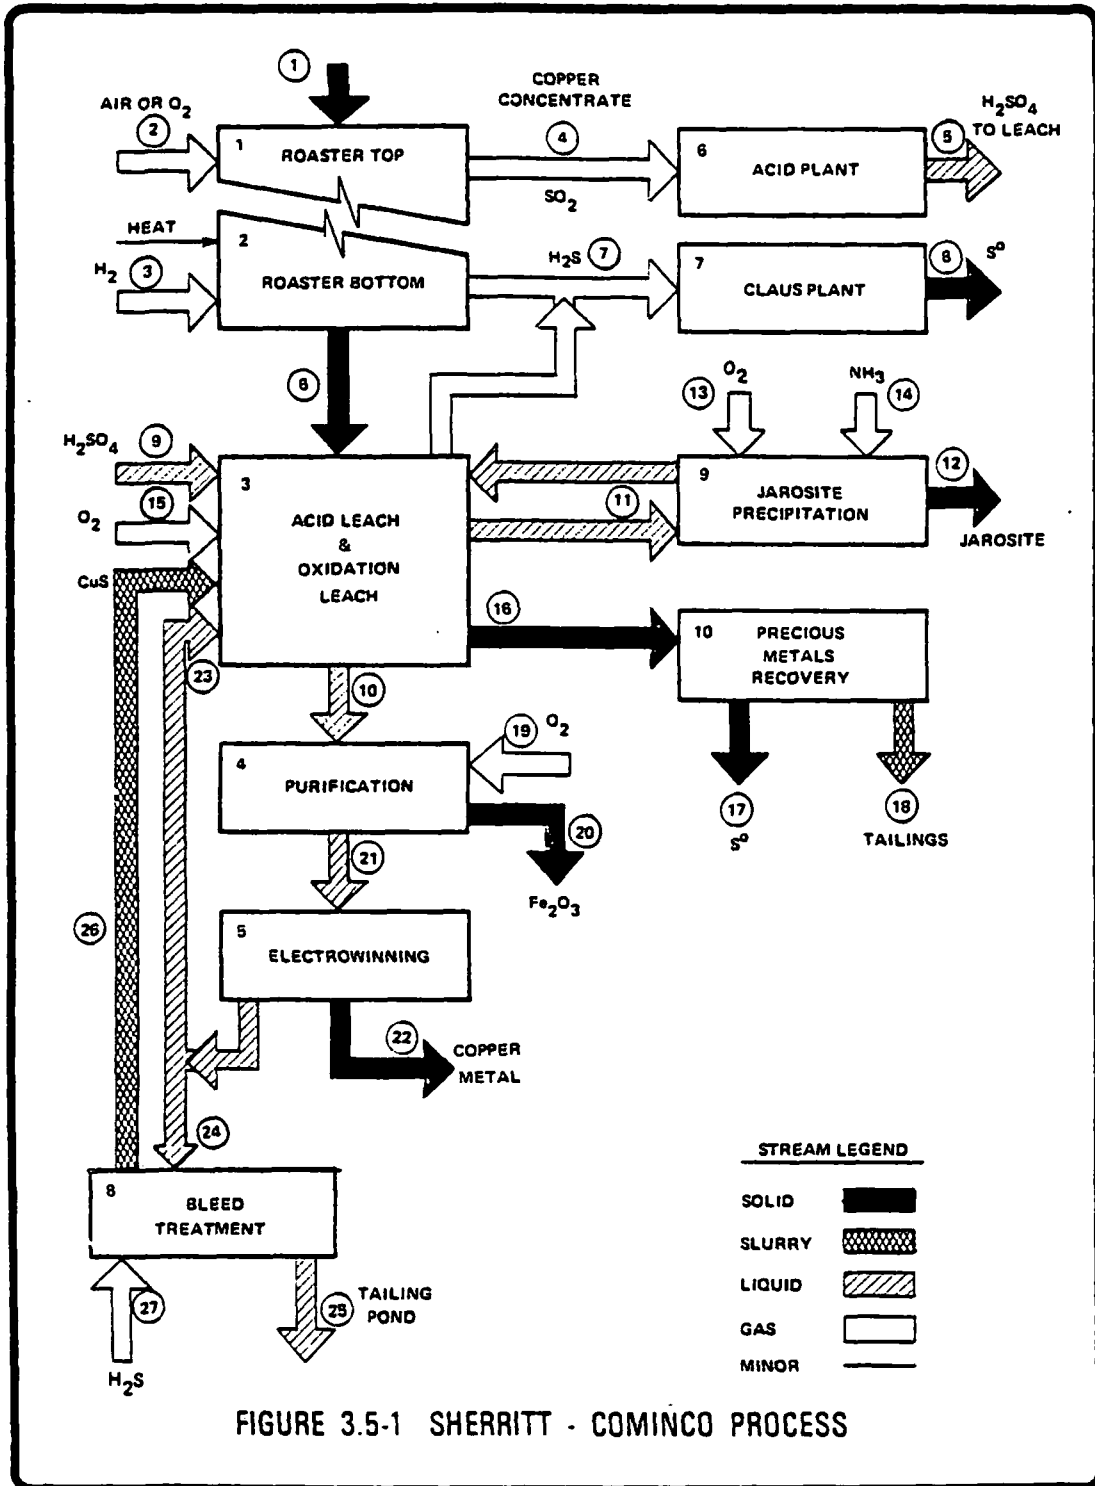 1
COPPER
CONCENTRATE
AIR OR O₂
2
4
H₂SO₄
TO LEACH
5
1
ROASTER TOP
6
ACID PLANT
SO₂
HEAT
2
H₂
3
ROASTER BOTTOM
H₂S
7
7
CLAUS PLANT
8
S°
6
13
O₂
NH₃
14
H₂SO₄
9
3
ACID LEACH
&
OXIDATION
LEACH
15
O₂
CuS
11
9
JAROSITE
PRECIPITATION
12
JAROSITE
16
10
PRECIOUS
METALS
RECOVERY
23
10
19
O₂
4
PURIFICATION
17
S°
18
TAILINGS
20
Fe₂O₃
21
26
5
ELECTROWINNING
22
COPPER
METAL
24
8
BLEED
TREATMENT
27
H₂S
25
TAILING
POND
STREAM LEGEND
SOLID
SLURRY
LIQUID
GAS
MINOR
FIGURE 3.5-1 SHERRITT - COMINCO PROCESS